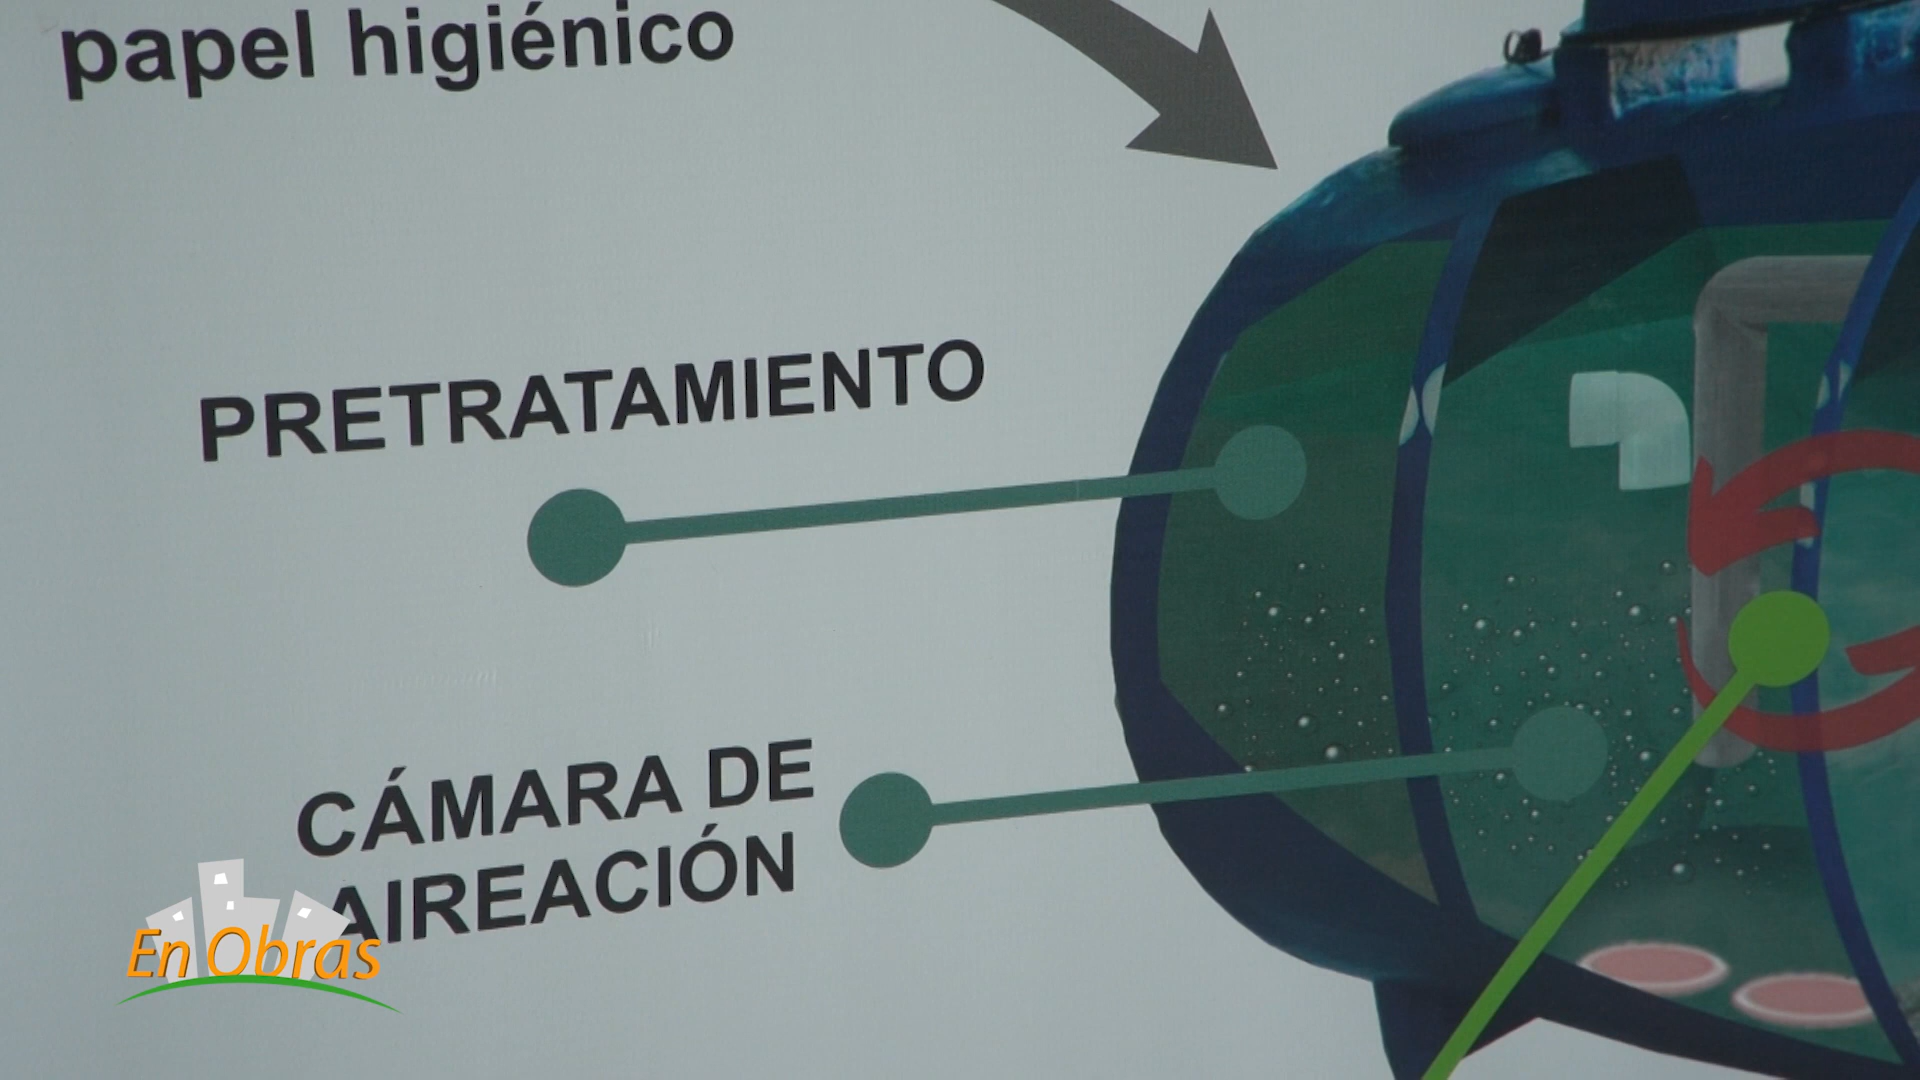 papel higiénico
PRETRATAMIENTO
CÁMARA DE
AIREACIÓN
En Obras